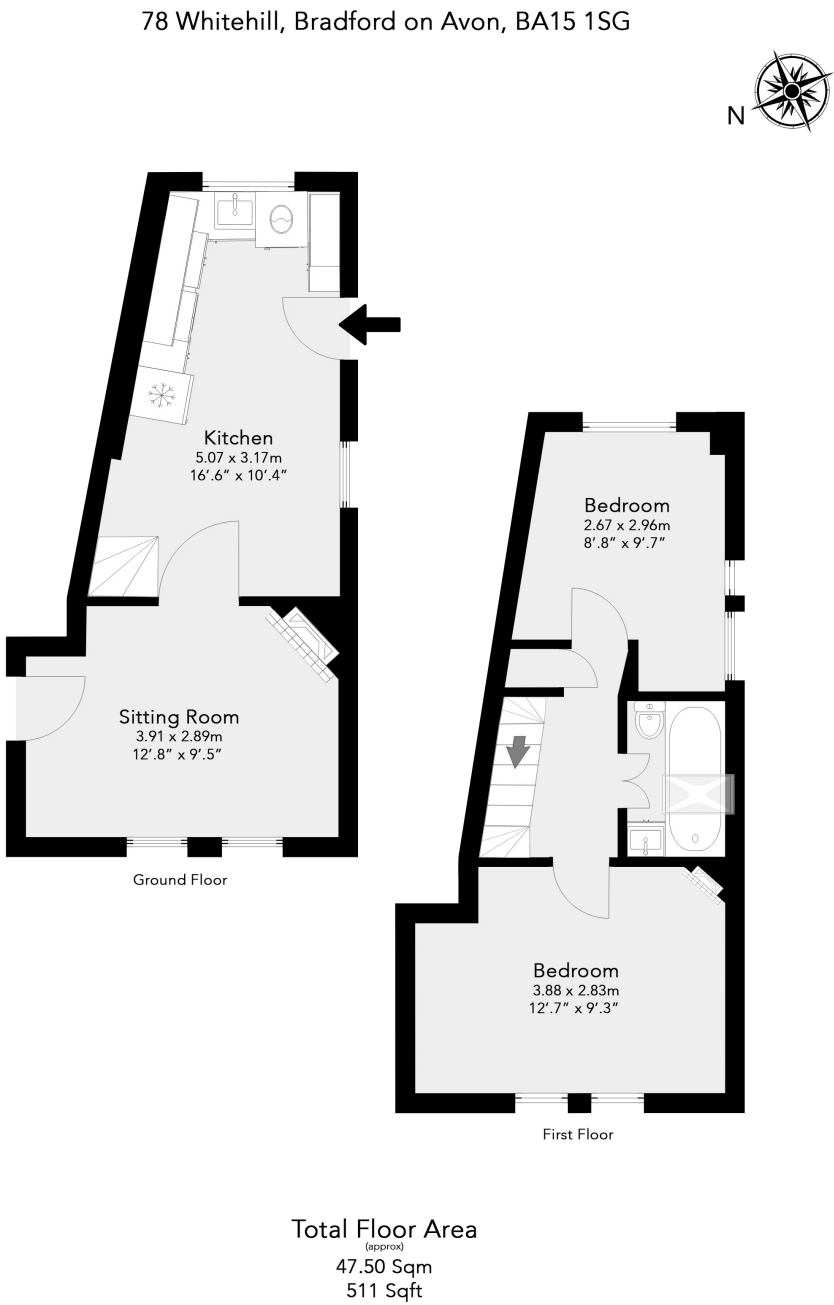 78 Whitehill, Bradford on Avon, BA15 1SG
N
Kitchen
5.07 x 3.17m
16'.6" x 10'.4"
Bedroom
2.67 x 2.96m
8'.8" x 9'.7"
Sitting Room
3.91 x 2.89m
12'.8" x 9'.5"
Ground Floor
Bedroom
3.88 x 2.83m
12'.7" x 9'.3"
First Floor
Total Floor Area
(approx)
47.50 Sqm
511 Sqft